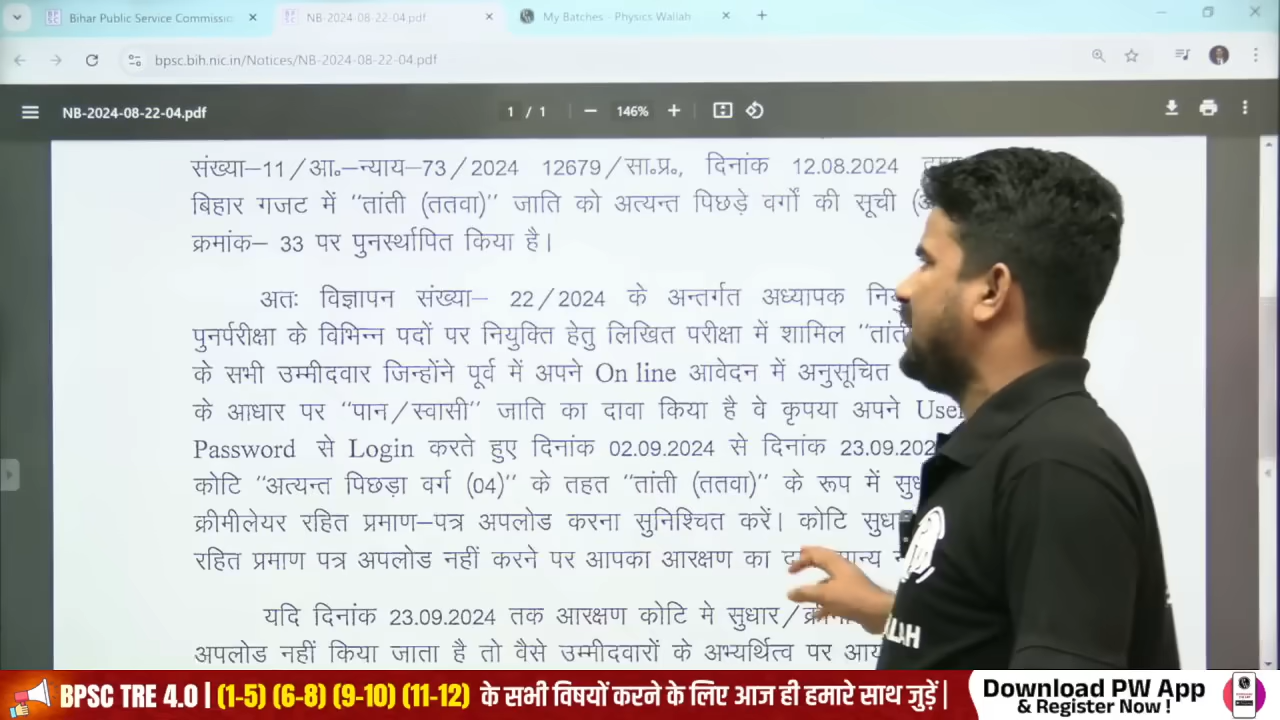 Bihar Public Service Commissio
NB-2024-08-22-04.pdf
My Batches - Physics Wallah
bpsc.bih.nic.in/Notices/NB-2024-08-22-04.pdf
NB-2024-08-22-04.pdf
1 / 1
146%
संख्या–11/आ०–न्याय–73/2024 12679/सा०प्र०, दिनांक 12.08.2024
बिहार गजट में "तांती (ततवा)" जाति को अत्यन्त पिछड़े वर्गों की सूची
क्रमांक– 33 पर पुनर्स्थापित किया है।
अतः विज्ञापन संख्या– 22/2024 के अन्तर्गत अध्यापक
पुनर्परीक्षा के विभिन्न पदों पर नियुक्ति हेतु लिखित परीक्षा में शामिल
के सभी उम्मीदवार जिन्होंने पूर्व में अपने On line आवेदन में अनुसूचित
के आधार पर "पान/स्वासी" जाति का दावा किया है वे कृपया अपने User
Password से Login करते हुए दिनांक 02.09.2024 से दिनांक 23.09.202
कोटि "अत्यन्त पिछड़ा वर्ग (04)" के तहत "तांती (ततवा)" के रूप में
क्रीमीलेयर रहित प्रमाण–पत्र अपलोड करना सुनिश्चित करें। कोटि
रहित प्रमाण पत्र अपलोड नहीं करने पर आपका आरक्षण का
यदि दिनांक 23.09.2024 तक आरक्षण कोटि मे सुधार/
अपलोड नहीं किया जाता है तो वैसे उम्मीदवारों के अभ्यर्थित्व पर
BPSC TRE 4.0 | (1-5) (6-8) (9-10) (11-12) के सभी विषयों करने के लिए आज ही हमारे साथ जुड़ें |
Download PW App
& Register Now !